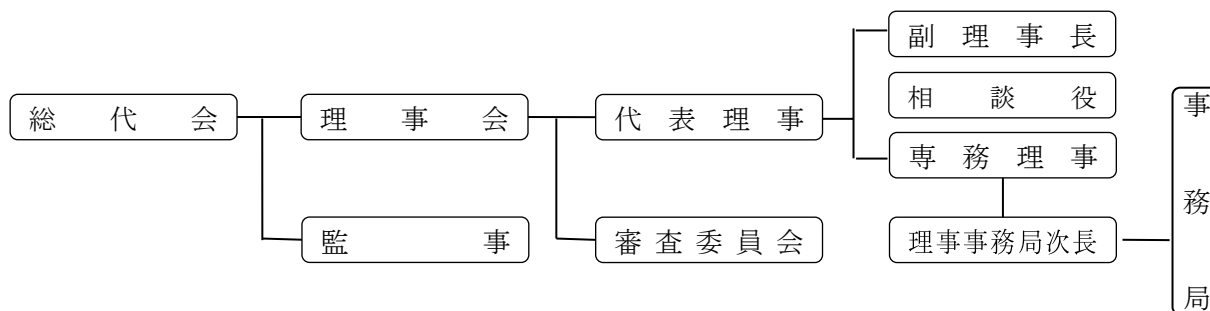 総代会
理事会
代表理事
副理事長
相談役
専務理事
監事
審査委員会
理事事務局次長
事務局